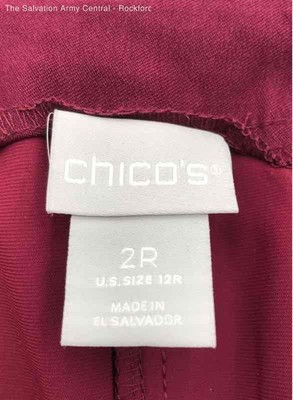 The Salvation Army Central - Rockford
chico's®
2R
U.S. SIZE 12R
MADE IN
EL SALVADOR